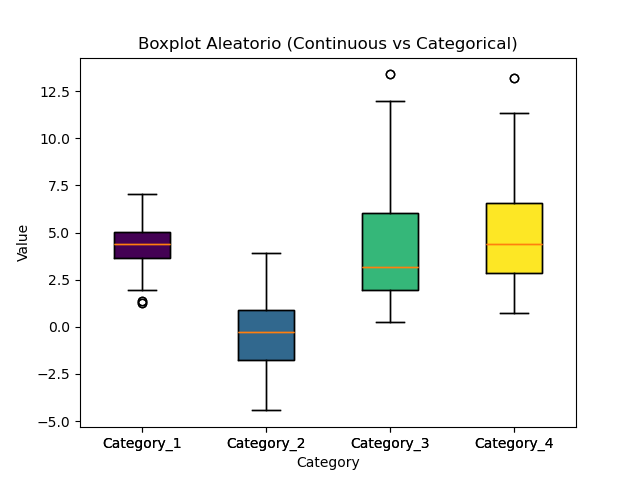 Boxplot Aleatorio (Continuous vs Categorical)
12.5
10.0
7.5
5.0
2.5
0.0
−2.5
−5.0
Value
Category_1 Category_2 Category_3 Category_4
Category